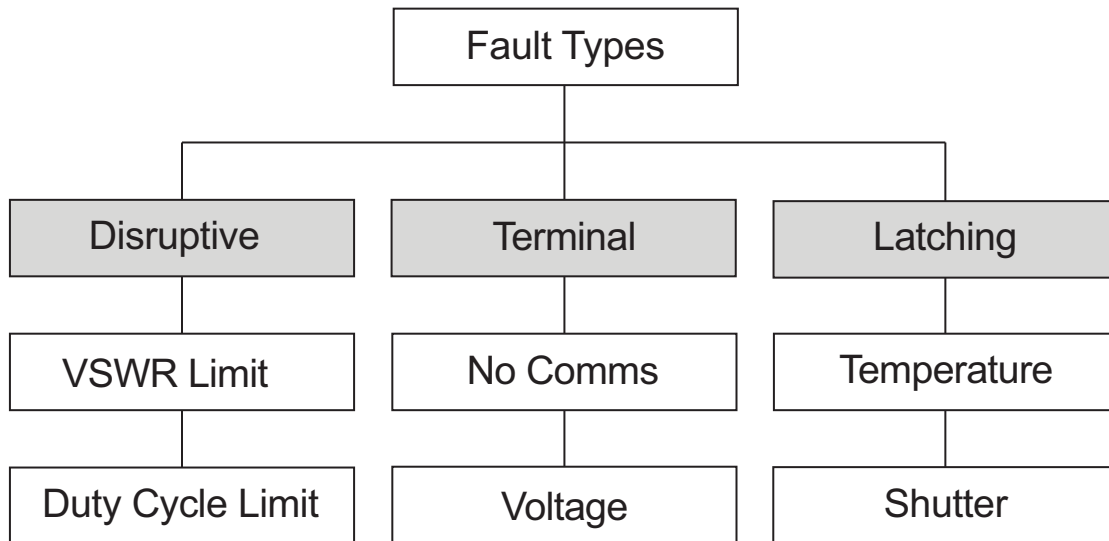 Fault Types
Disruptive
Terminal
Latching
VSWR Limit
No Comms
Temperature
Duty Cycle Limit
Voltage
Shutter